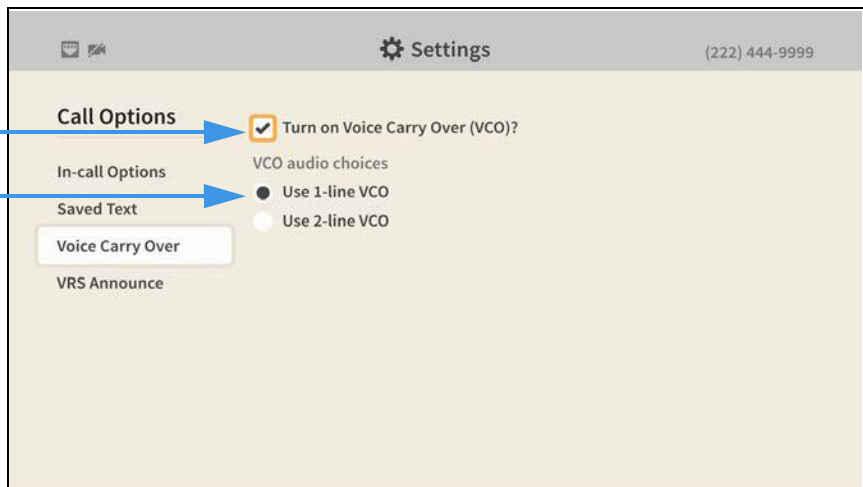 Settings
(222) 444-9999
Call Options
In-call Options
Saved Text
Voice Carry Over
VRS Announce
Turn on Voice Carry Over (VCO)?
VCO audio choices
Use 1-line VCO
Use 2-line VCO